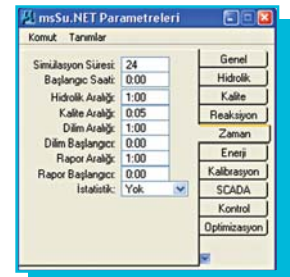 msSu.NET Parametreleri
Komut Tanımlar
Simülasyon Süresi: 24
Başlangıc Saati: 0:00
Hidrolik Aralığı: 1:00
Kalite Aralığı: 0:05
Dilim Aralığı: 1:00
Dilim Başlangıcı: 0:00
Rapor Aralığı: 1:00
Rapor Başlangıcı: 0:00
İstatistik: Yok
Genel
Hidrolik
Kalite
Reaksiyon
Zaman
Enerji
Kalibrasyon
SCADA
Kontrol
Optimizasyon